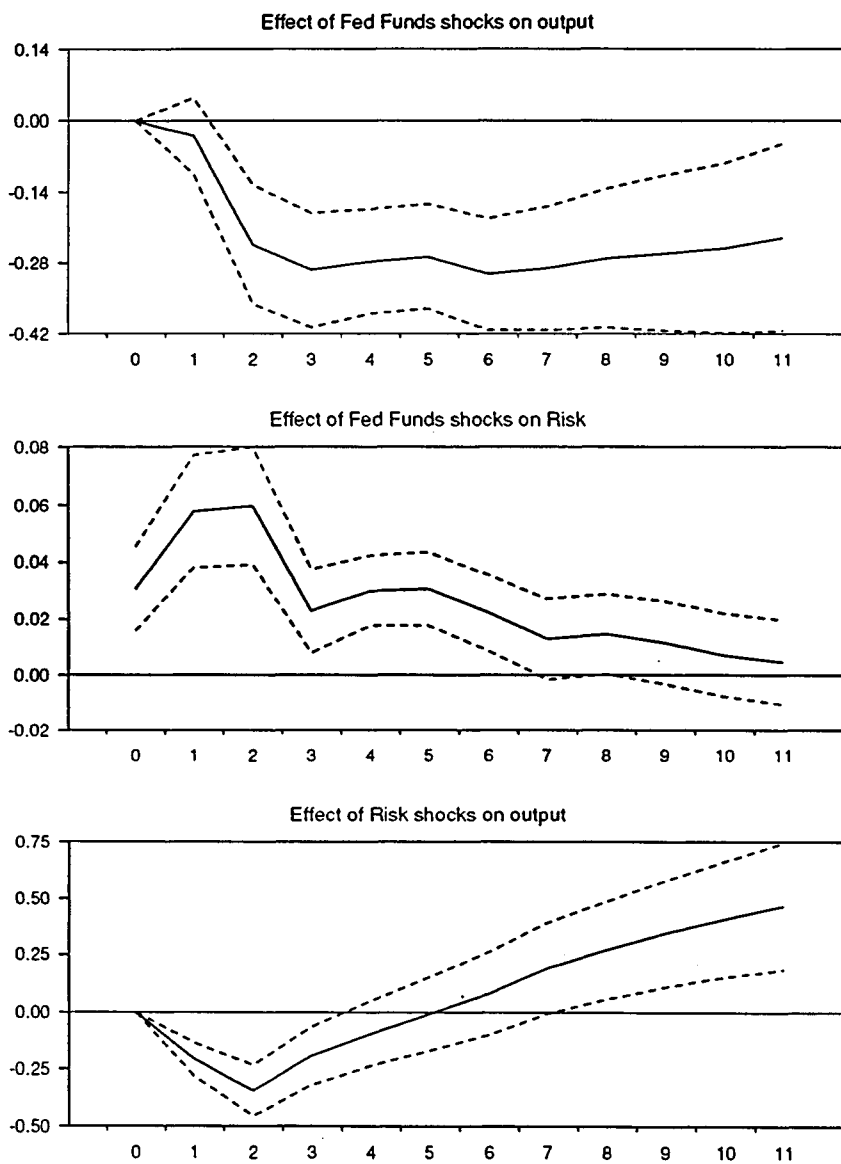 Effect of Fed Funds shocks on output
0.14
0.00
-0.14
-0.28
-0.42
0 1 2 3 4 5 6 7 8 9 10 11
Effect of Fed Funds shocks on Risk
0.08
0.06
0.04
0.02
0.00
-0.02
0 1 2 3 4 5 6 7 8 9 10 11
Effect of Risk shocks on output
0.75
0.50
0.25
0.00
-0.25
-0.50
0 1 2 3 4 5 6 7 8 9 10 11